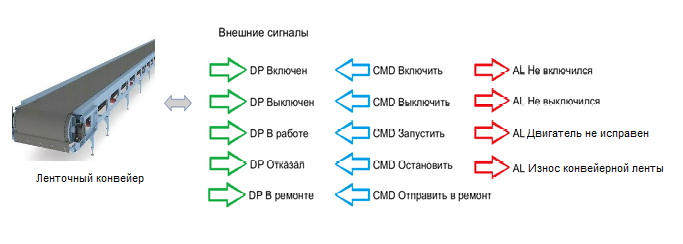 Внешние сигналы
DP Включен CMD Включить AL Не включился
DP Выключен CMD Выключить AL Не выключился
DP В работе CMD Запустить AL Двигатель не исправен
DP Отказал CMD Остановить AL Износ конвейерной ленты
Ленточный конвейер
DP В ремонте CMD Отправить в ремонт